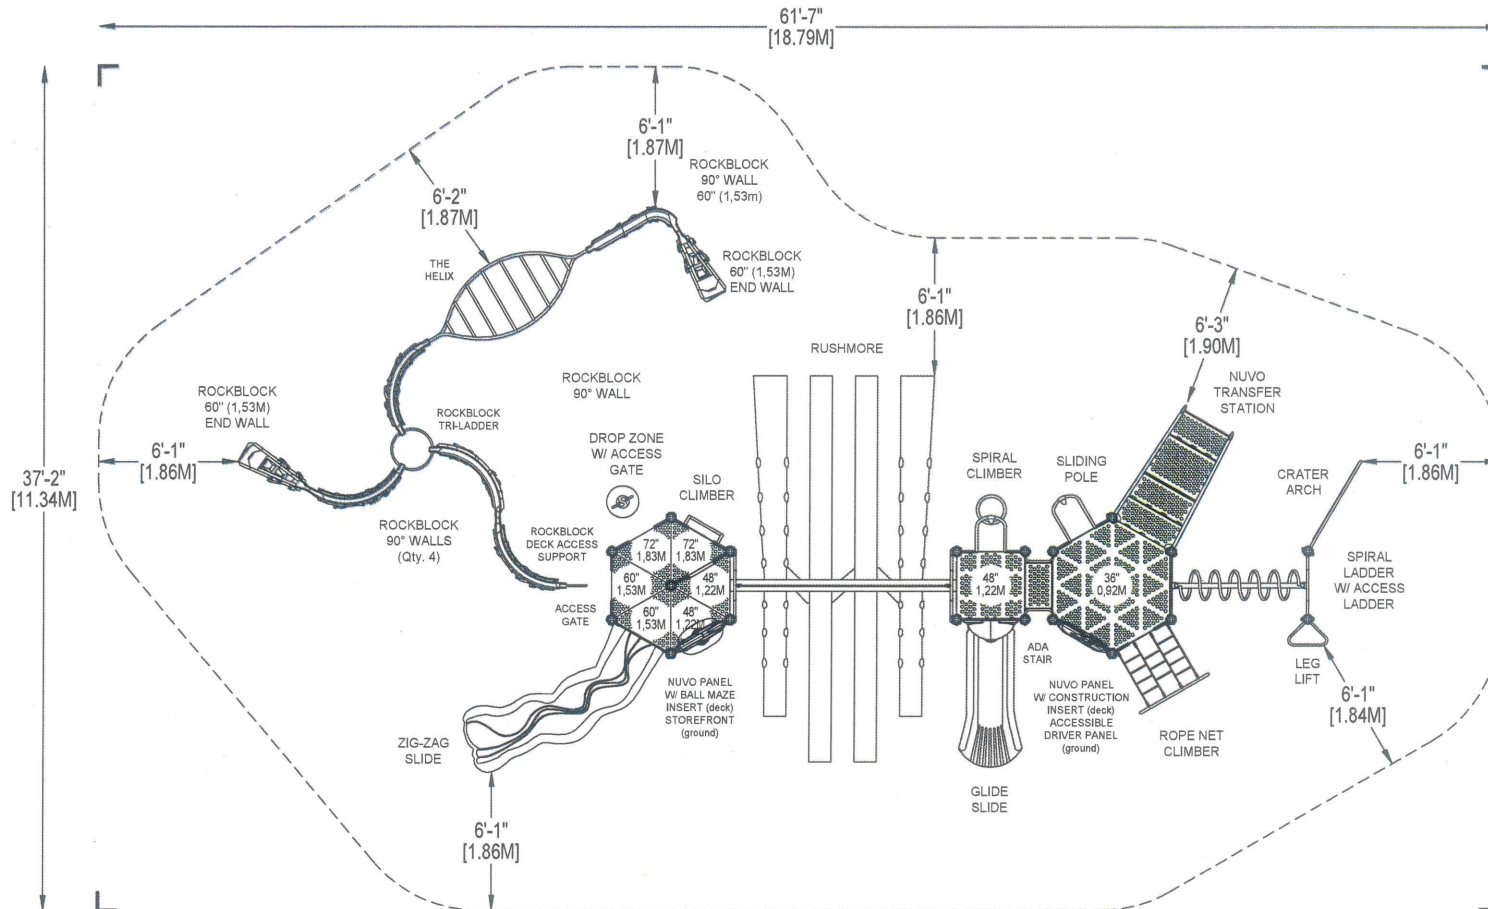 61'-7"
[18.79M]
6'-1"
[1.87M]
ROCKBLOCK
90° WALL
60" (1,53m)
6'-2"
[1.87M]
THE
HELIX
ROCKBLOCK
60" (1,53M)
END WALL
6'-1"
[1.86M]
6'-3"
[1.90M]
RUSHMORE
NUVO
TRANSFER
STATION
ROCKBLOCK
60" (1,53M)
END WALL
ROCKBLOCK
90° WALL
ROCKBLOCK
TRI-LADDER
6'-1"
[1.86M]
37'-2"
[11.34M]
DROP ZONE
W/ ACCESS
GATE
SILO
CLIMBER
SPIRAL
CLIMBER
SLIDING
POLE
CRATER
ARCH
6'-1"
[1.86M]
ROCKBLOCK
90° WALLS
(Qty. 4)
ROCKBLOCK
DECK ACCESS
SUPPORT
72"
1,83M
72"
1,83M
60"
1,53M
48"
1,22M
60"
1,53M
48"
1,22M
48"
1,22M
36"
0,92M
SPIRAL
LADDER
W/ ACCESS
LADDER
ACCESS
GATE
ADA
STAIR
LEG
LIFT
NUVO PANEL
W/ BALL MAZE
INSERT (deck)
STOREFRONT
(ground)
NUVO PANEL
W/ CONSTRUCTION
INSERT (deck)
ACCESSIBLE
DRIVER PANEL
(ground)
6'-1"
[1.84M]
ZIG-ZAG
SLIDE
ROPE NET
CLIMBER
GLIDE
SLIDE
6'-1"
[1.86M]